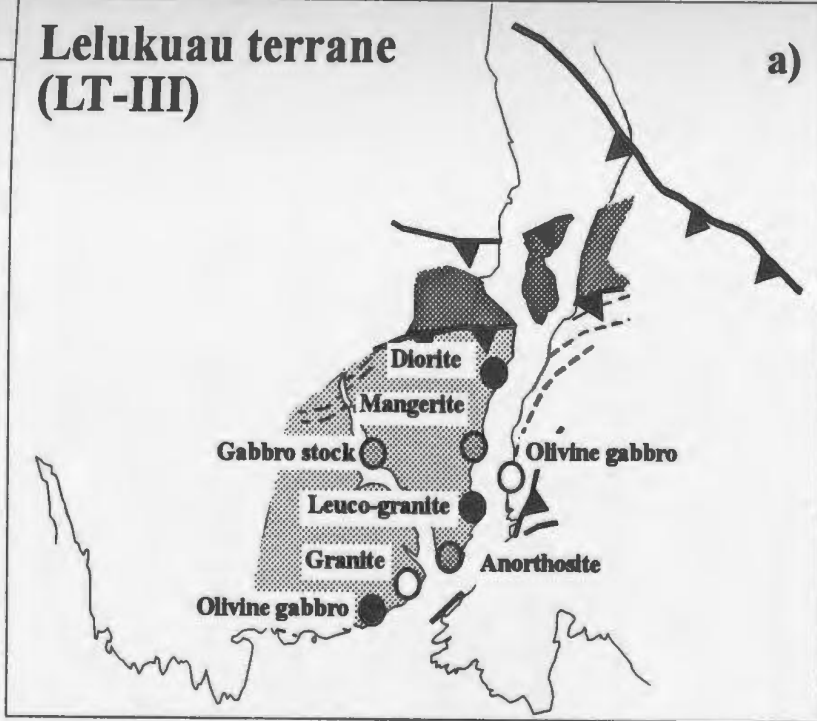 Lelukuau terrane
(LT-III)
a)
Diorite
Mangerite
Gabbro stock
Olivine gabbro
Leuco-granite
Granite
Anorthosite
Olivine gabbro